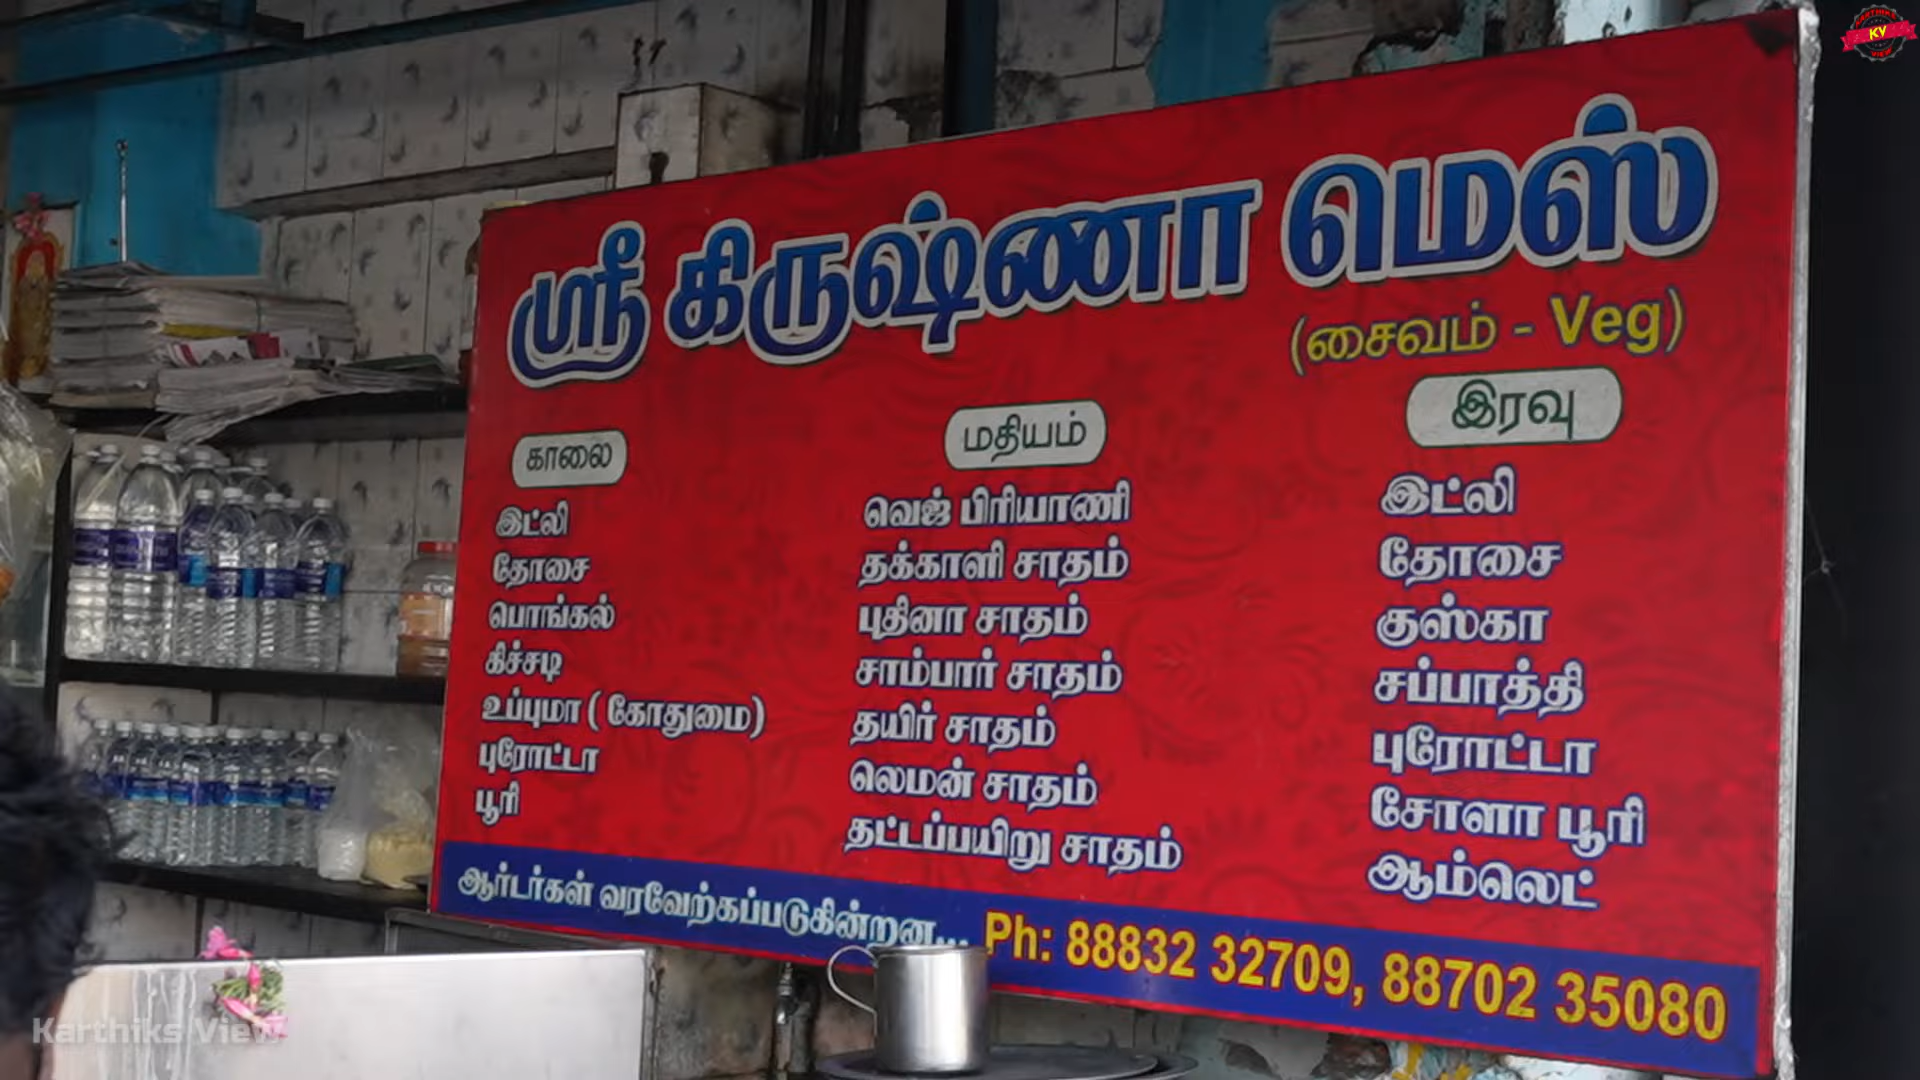 ஸ்ரீ கிருஷ்ணா மெஸ்
(சைவம் - Veg)
காலை
இட்லி
தோசை
பொங்கல்
கிச்சடி
உப்புமா ( கோதுமை)
புரோட்டா
பூரி
மதியம்
வெஜ் பிரியாணி
தக்காளி சாதம்
புதினா சாதம்
சாம்பார் சாதம்
தயிர் சாதம்
லெமன் சாதம்
தட்டப்பயிறு சாதம்
இரவு
இட்லி
தோசை
குஸ்கா
சப்பாத்தி
புரோட்டா
சோளா பூரி
ஆம்லெட்
ஆர்டர்கள் வரவேற்கப்படுகின்றன... Ph: 88832 32709, 88702 35080
Karthiks View
KV